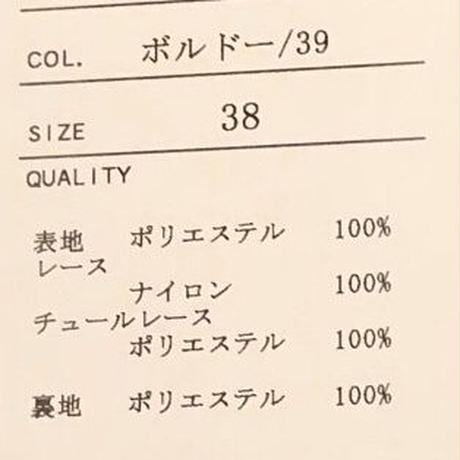 COL. ボルドー/39
SIZE 38
QUALITY
表地 ポリエステル 100%
レース
ナイロン 100%
チュールレース
ポリエステル 100%
裏地 ポリエステル 100%